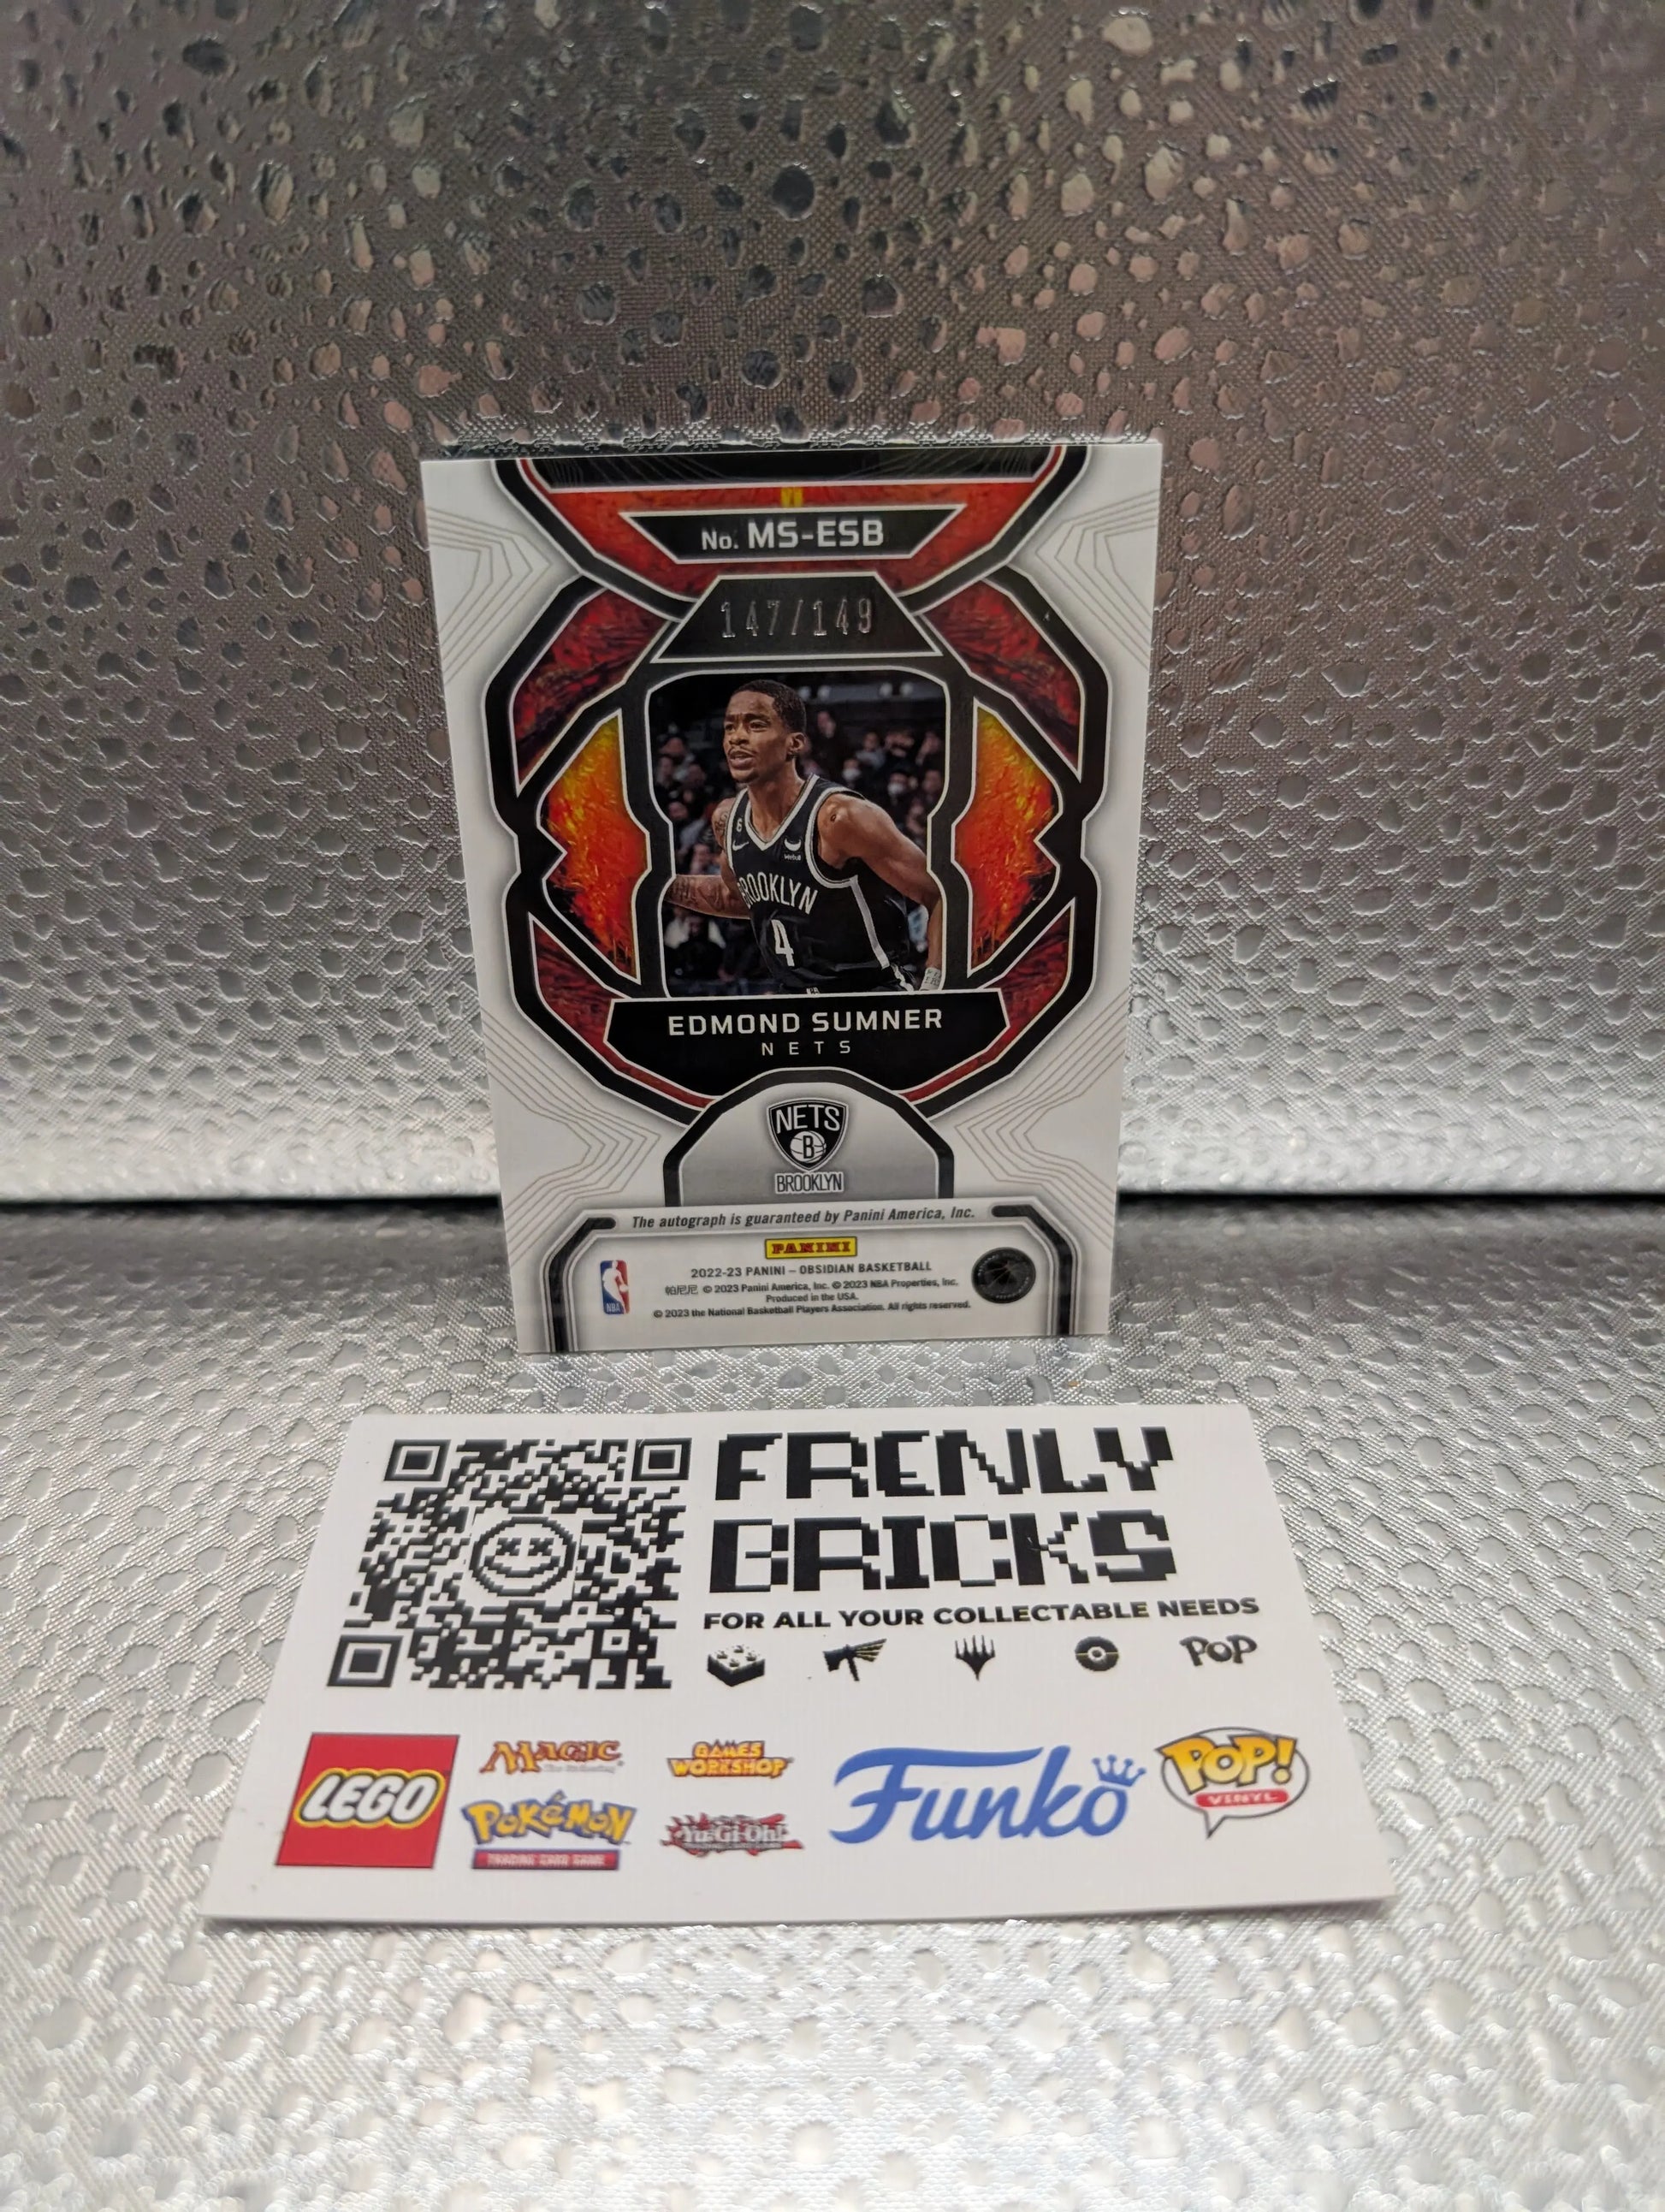 No. MS-ESB
147/149
6
BROOKLYN
4
EDMOND SUMNER
NETS
NETS
B
BROOKLYN
The autograph is guaranteed by Panini America, Inc.
PANINI
2022-23 PANINI – OBSIDIAN BASKETBALL
帕尼尼 © 2023 Panini America, Inc. © 2023 NBA Properties, Inc.
Produced in the USA.
© 2023 the National Basketball Players Association. All rights reserved.
NBA
FRENLY
BRICKS
FOR ALL YOUR COLLECTABLE NEEDS
POP
LEGO
MAGIC
The Gathering
POKéMON
TRADING CARD GAME
GAMES
WORKSHOP
Yu-Gi-Oh!
Funko
POP!
VINYL